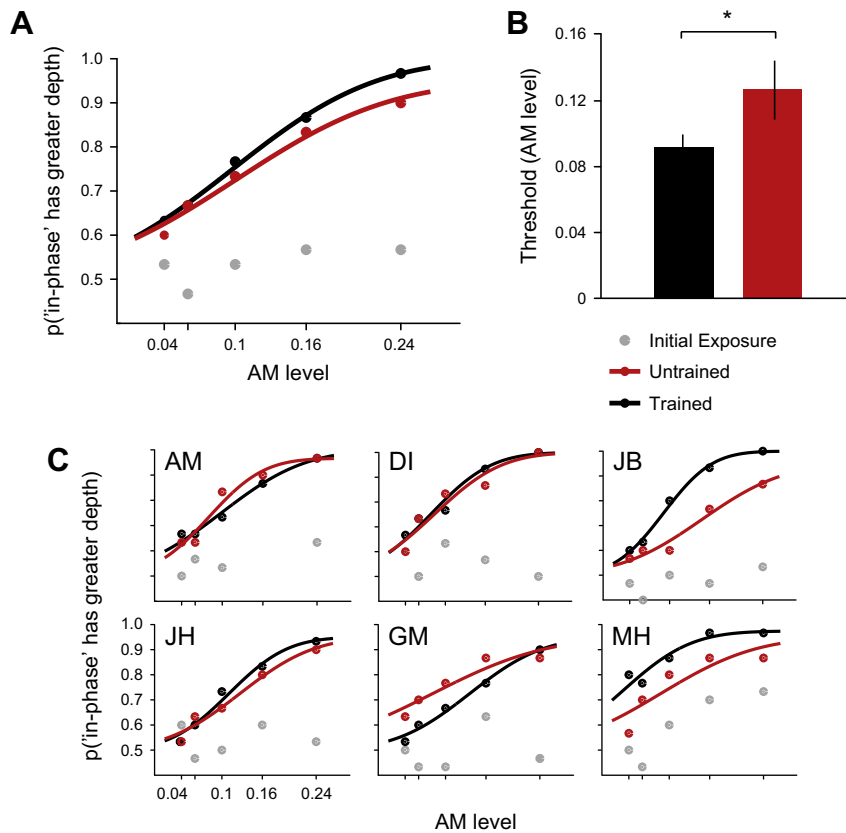 A
p('in-phase' has greater depth)
1.0
0.9
0.8
0.7
0.6
0.5
0.04
0.1
0.16
0.24
AM level
B
Threshold (AM level)
0.16
0.12
0.08
0.04
0
*
Initial Exposure
Untrained
Trained
C
p('in-phase' has greater depth)
AM
DI
JB
JH
GM
MH
1.0
0.9
0.8
0.7
0.6
0.5
0.04
0.1
0.16
0.24
AM level